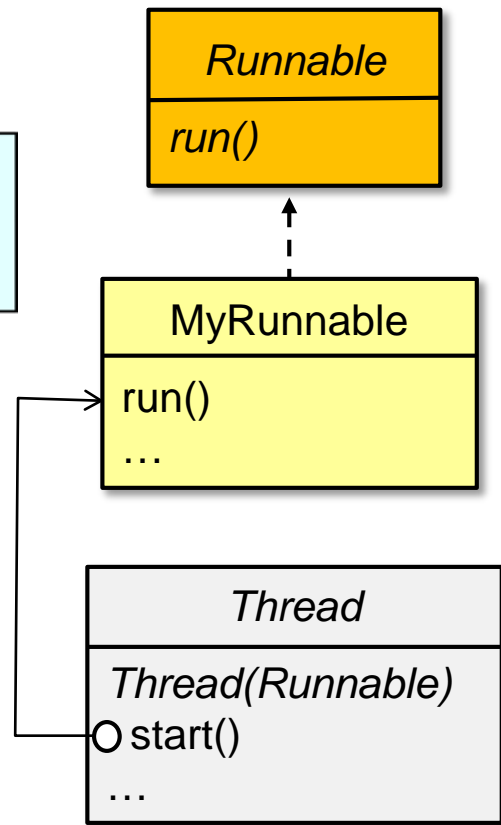 Runnable
run()
MyRunnable
run()
…
Thread
Thread(Runnable)
start()
…